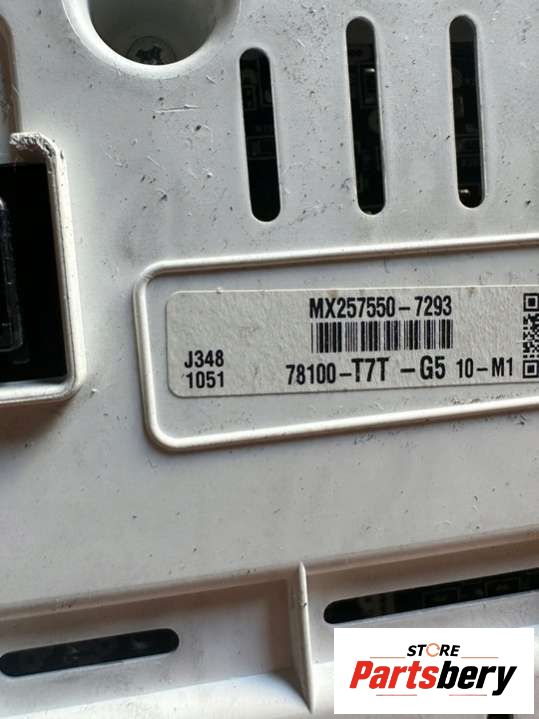 MX257550-7293
J348
1051
78100-T7T -G5 10-M1
STORE
Partsbery